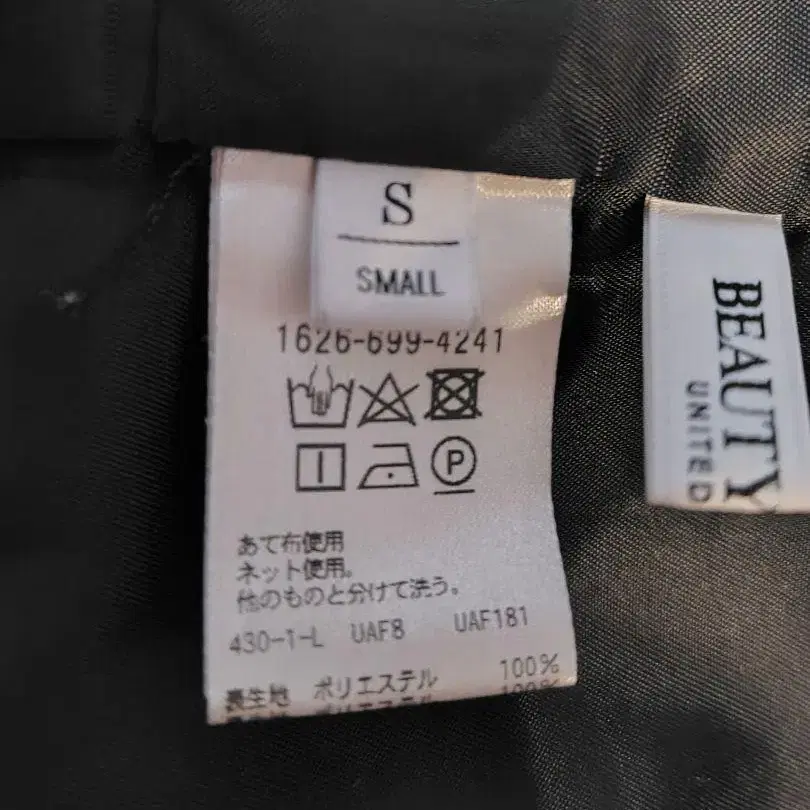 S
SMALL
1626-699-4241
P
あて布使用
ネット使用。
他のものと分けて洗う。
430-1-L UAF8 UAF181
表生地 ポリエステル 100%
BEAUTY
UNITED